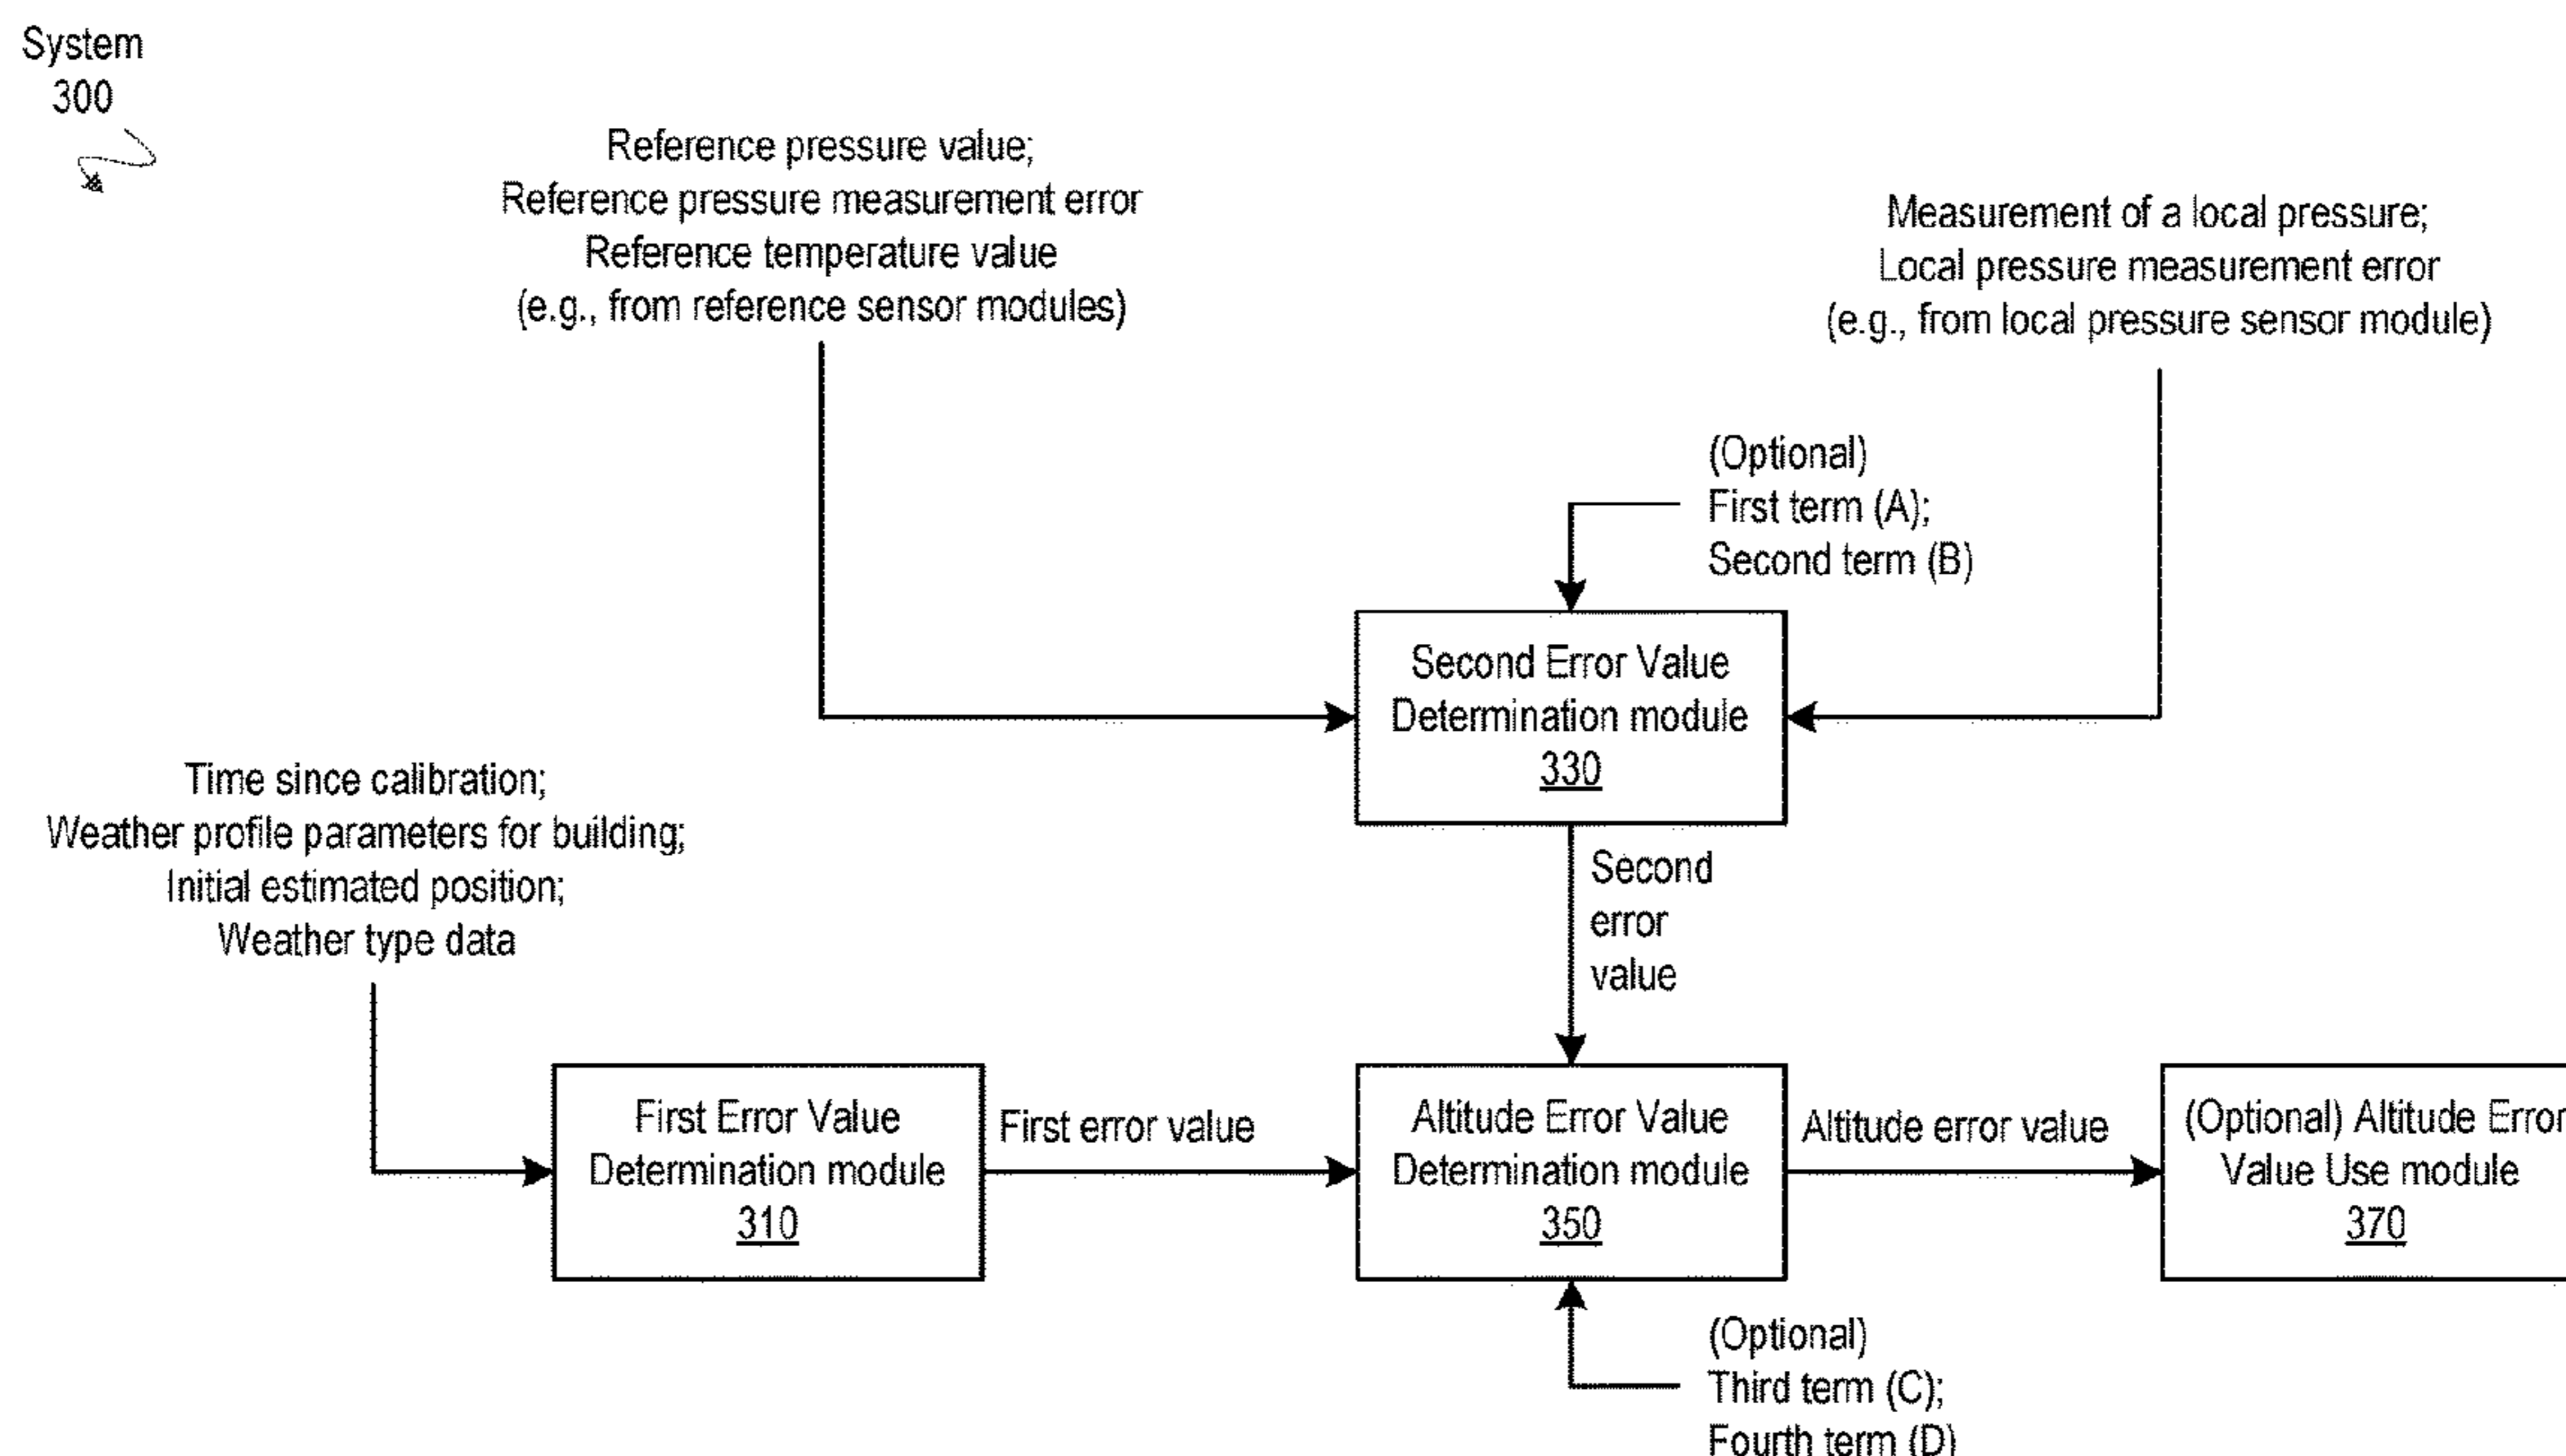 System
300
Reference pressure value;
Reference pressure measurement error
Reference temperature value
(e.g., from reference sensor modules)
Measurement of a local pressure;
Local pressure measurement error
(e.g., from local pressure sensor module)
(Optional)
First term (A);
Second term (B)
Second Error Value
Determination module
330
Time since calibration;
Weather profile parameters for building;
Initial estimated position;
Weather type data
Second
error
value
First Error Value
Determination module
310
First error value
Altitude Error Value
Determination module
350
Altitude error value
(Optional) Altitude Error
Value Use module
370
(Optional)
Third term (C);
Fourth term (D)